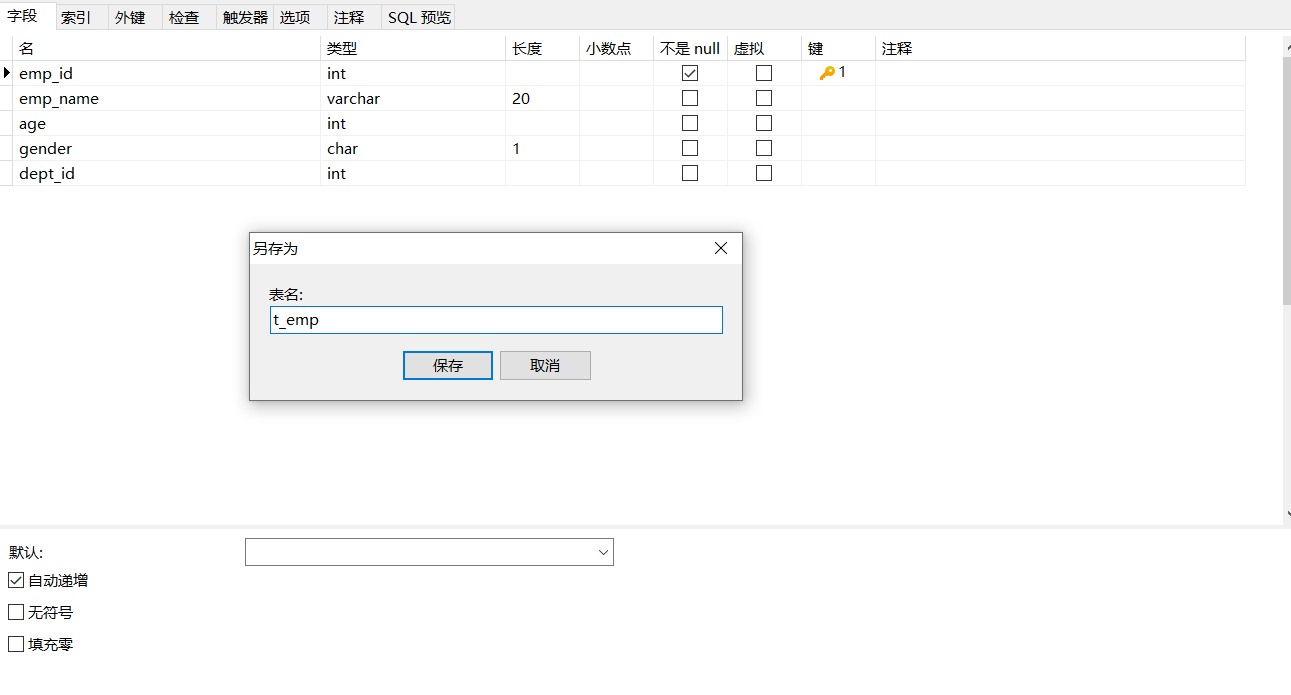 字段 索引 外键 检查 触发器 选项 注释 SQL 预览
名 类型 长度 小数点 不是 null 虚拟 键 注释
emp_id int 1
emp_name varchar 20
age int
gender char 1
dept_id int
另存为
表名:
t_emp
保存 取消
默认:
自动递增
无符号
填充零